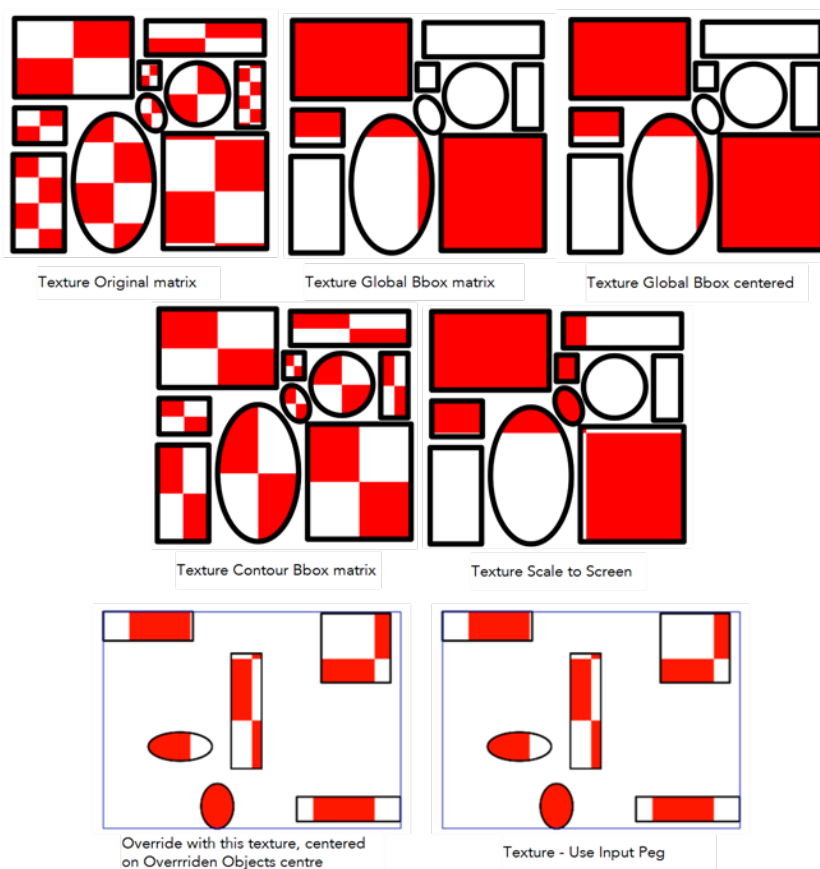 Texture Original matrix
Texture Global Bbox matrix
Texture Global Bbox centered
Texture Contour Bbox matrix
Texture Scale to Screen
Override with this texture, centered
on Overrriden Objects centre
Texture - Use Input Peg